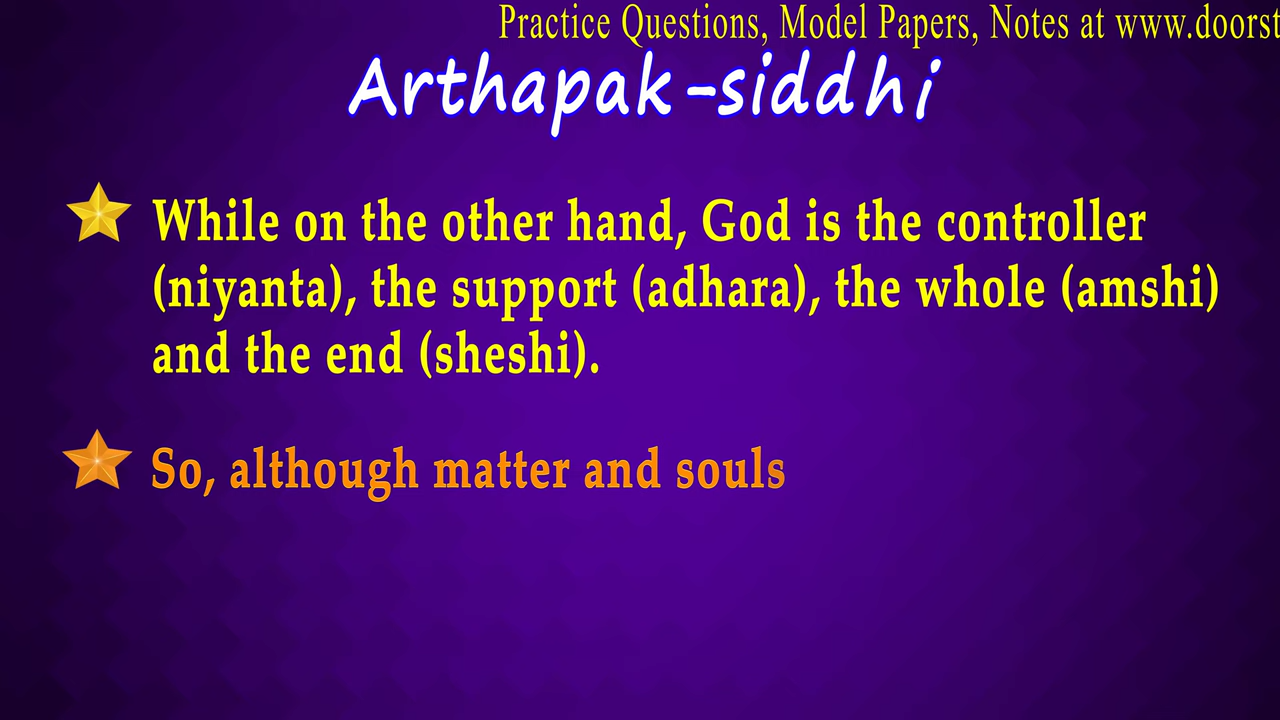 Practice Questions, Model Papers, Notes at www.doorst
Arthapak-siddhi
While on the other hand, God is the controller
(niyanta), the support (adhara), the whole (amshi)
and the end (sheshi).
So, although matter and souls